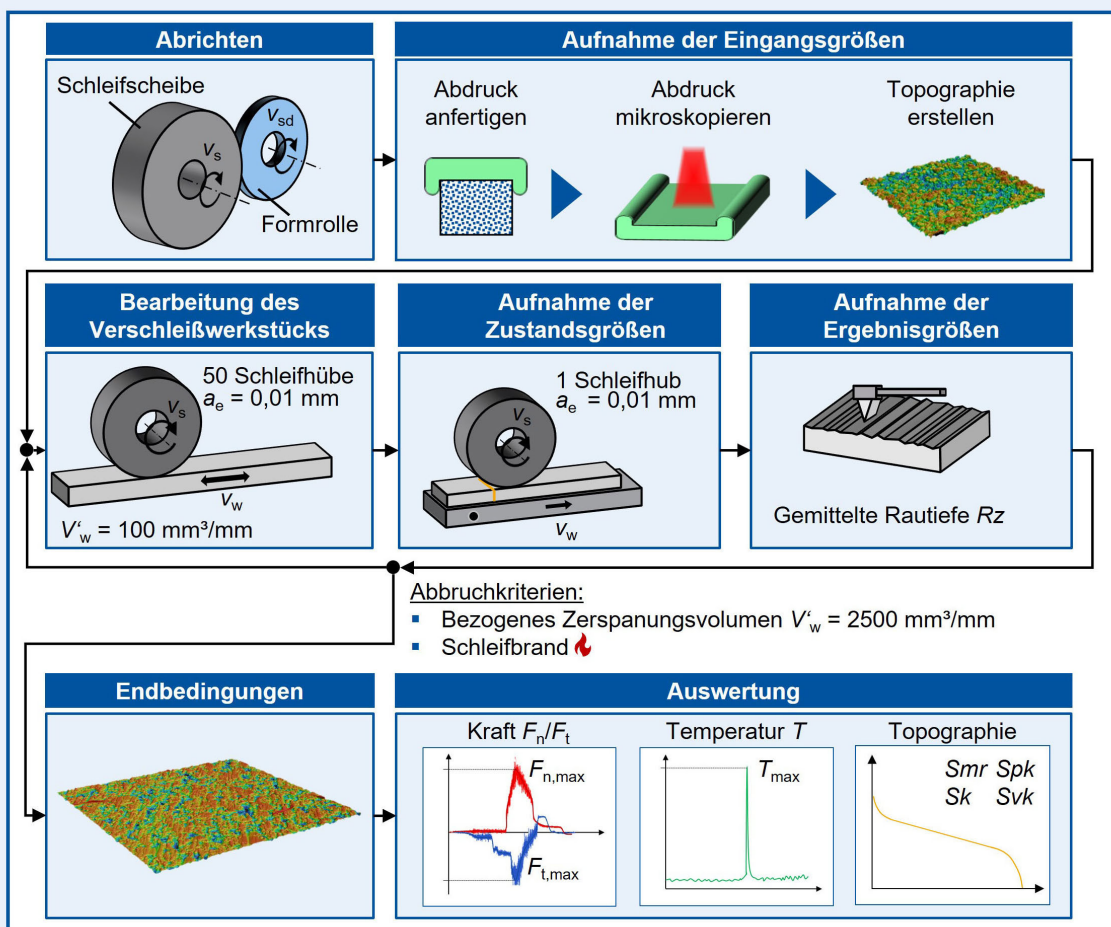 Abrichten
Schleifscheibe
vsd
vs
Formrolle
Aufnahme der Eingangsgrößen
Abdruck
anfertigen
Abdruck
mikroskopieren
Topographie
erstellen
Bearbeitung des
Verschleißwerkstücks
50 Schleifhübe
ae = 0,01 mm
vs
vw
V‘w = 100 mm³/mm
Aufnahme der
Zustandsgrößen
1 Schleifhub
ae = 0,01 mm
vs
vw
Aufnahme der
Ergebnisgrößen
Gemittelte Rautiefe Rz
Abbruchkriterien:
▪ Bezogenes Zerspanungsvolumen V‘w = 2500 mm³/mm
▪ Schleifbrand
Endbedingungen
Auswertung
Kraft Fn/Ft
Fn,max
Ft,max
Temperatur T
Tmax
Topographie
Smr Spk
Sk Svk